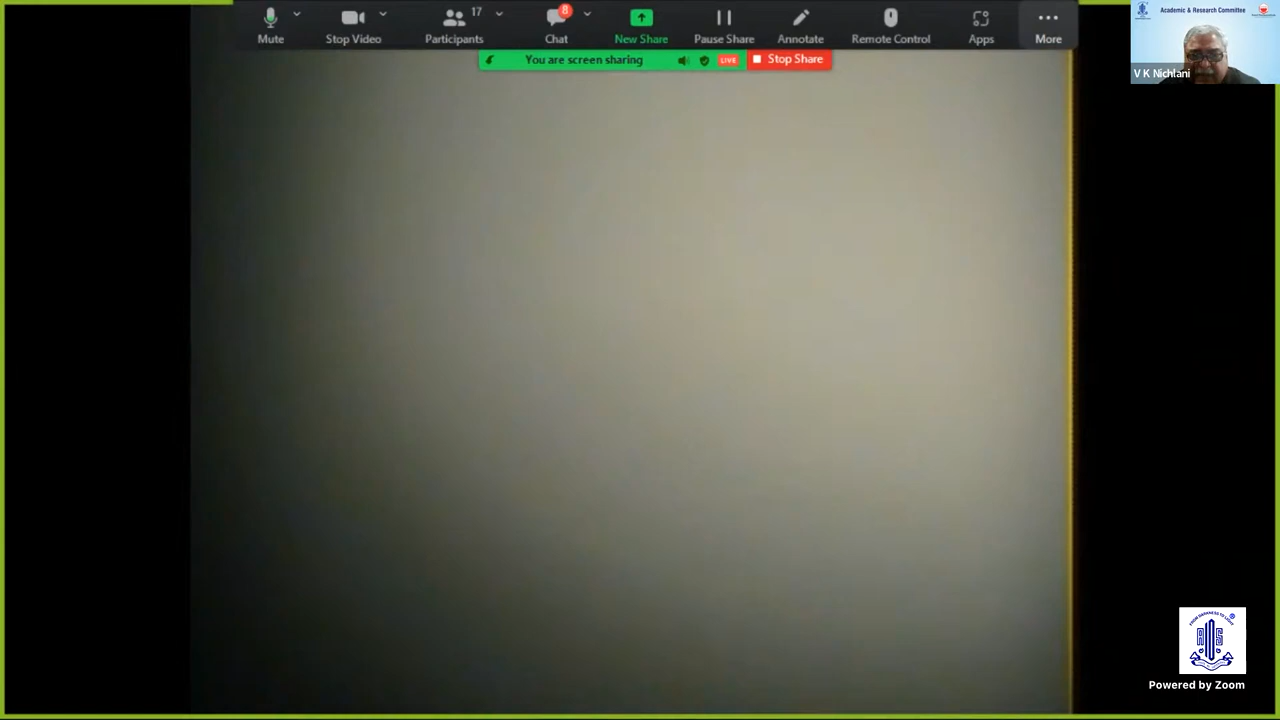 Mute
Stop Video
Participants
17
Chat
8
New Share
Pause Share
Annotate
Remote Control
Apps
More
You are screen sharing
LIVE
Stop Share
Academic & Research Committee
V K Nichlani
Powered by Zoom